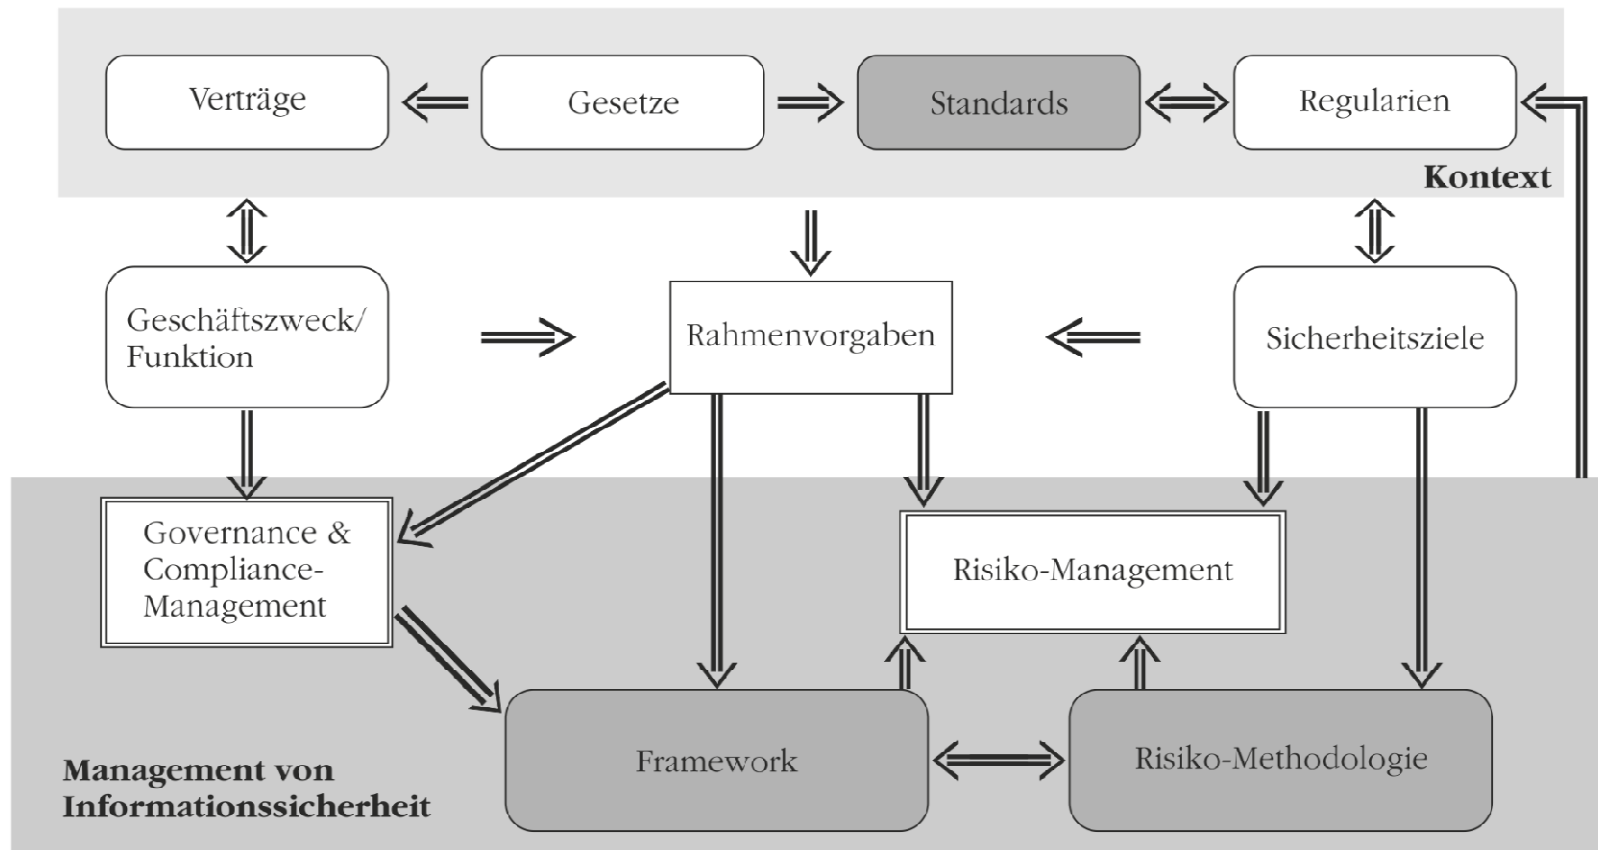 Verträge
Gesetze
Standards
Regularien
Kontext
Geschäftszweck/
Funktion
Rahmenvorgaben
Sicherheitsziele
Governance &
Compliance-
Management
Risiko-Management
Framework
Risiko-Methodologie
Management von
Informationssicherheit